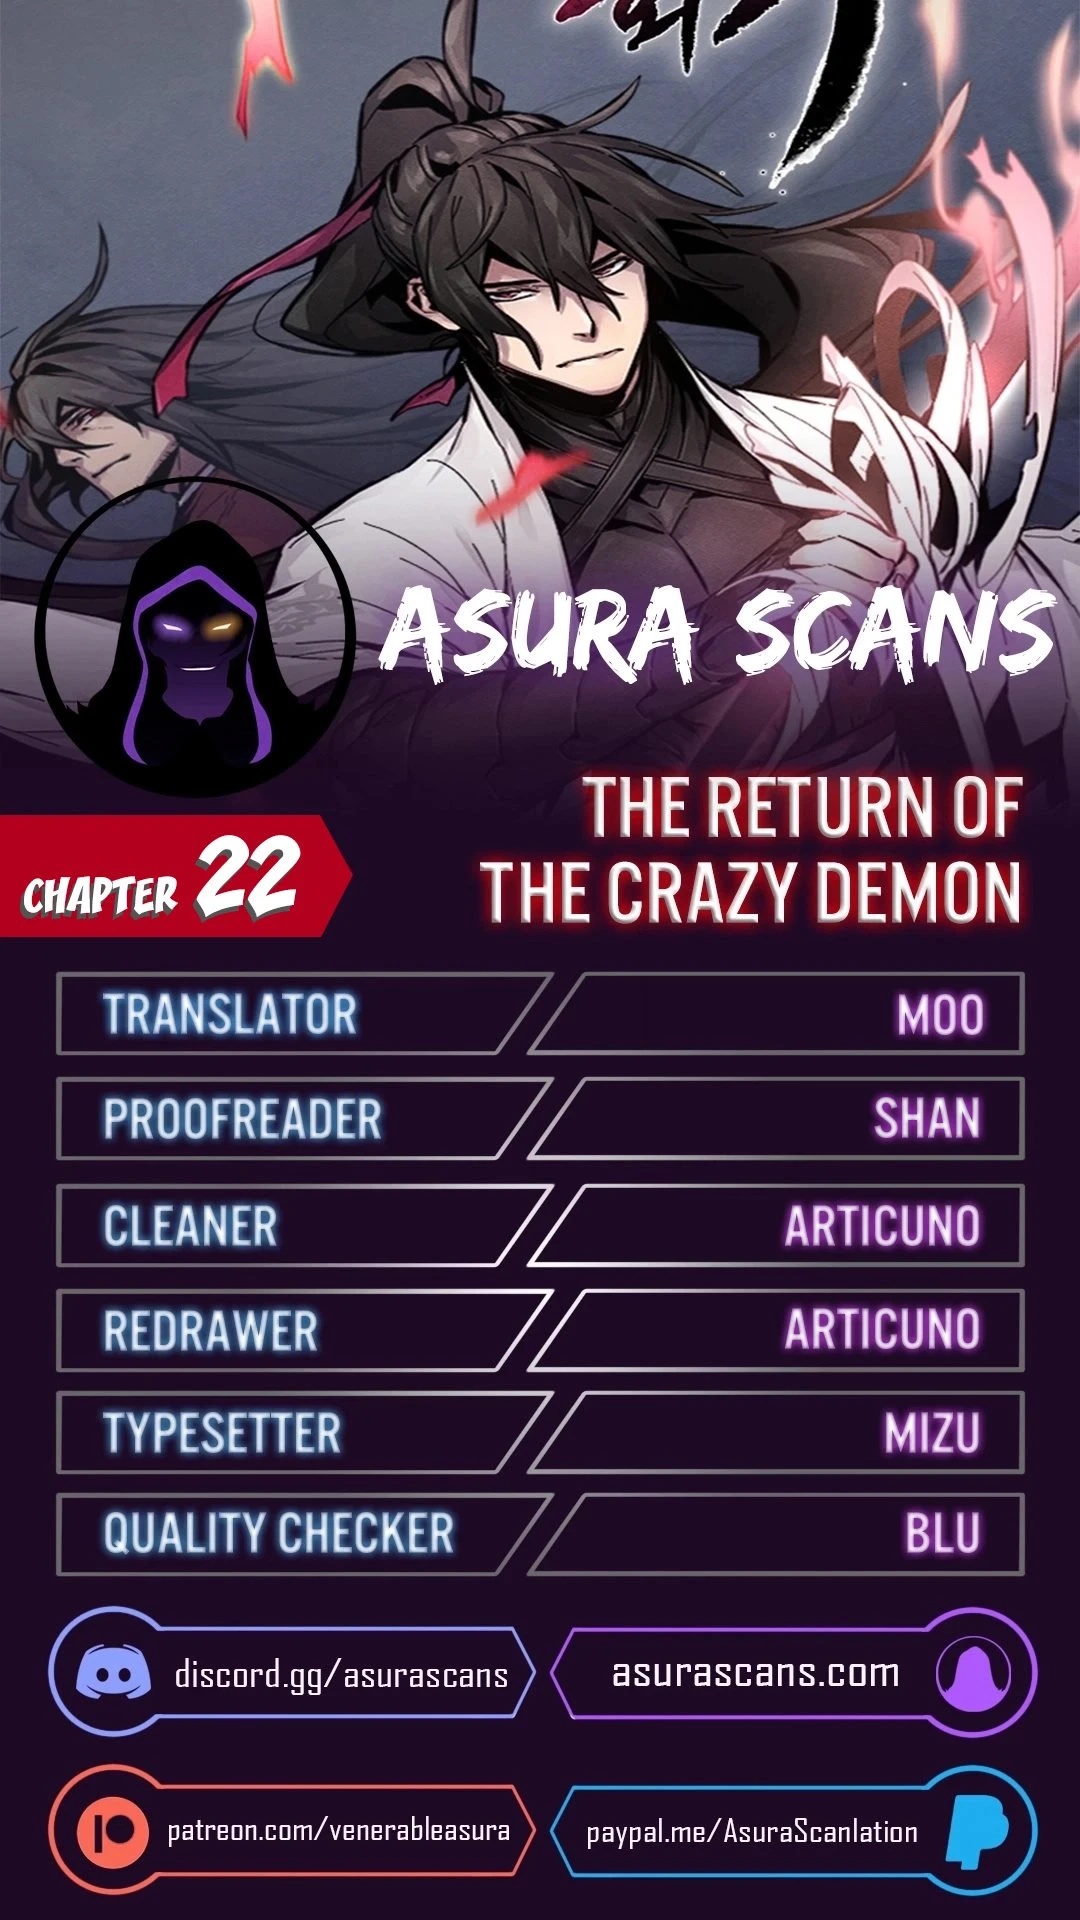 ASURA SCANS
THE RETURN OF
THE CRAZY DEMON
CHAPTER 22
TRANSLATOR MOO
PROOFREADER SHAN
CLEANER ARTICUNO
REDRAWER ARTICUNO
TYPESETTER MIZU
QUALITY CHECKER BLU
discord.gg/asurascans
asurascans.com
patreon.com/venerableasura
paypal.me/AsuraScanlation